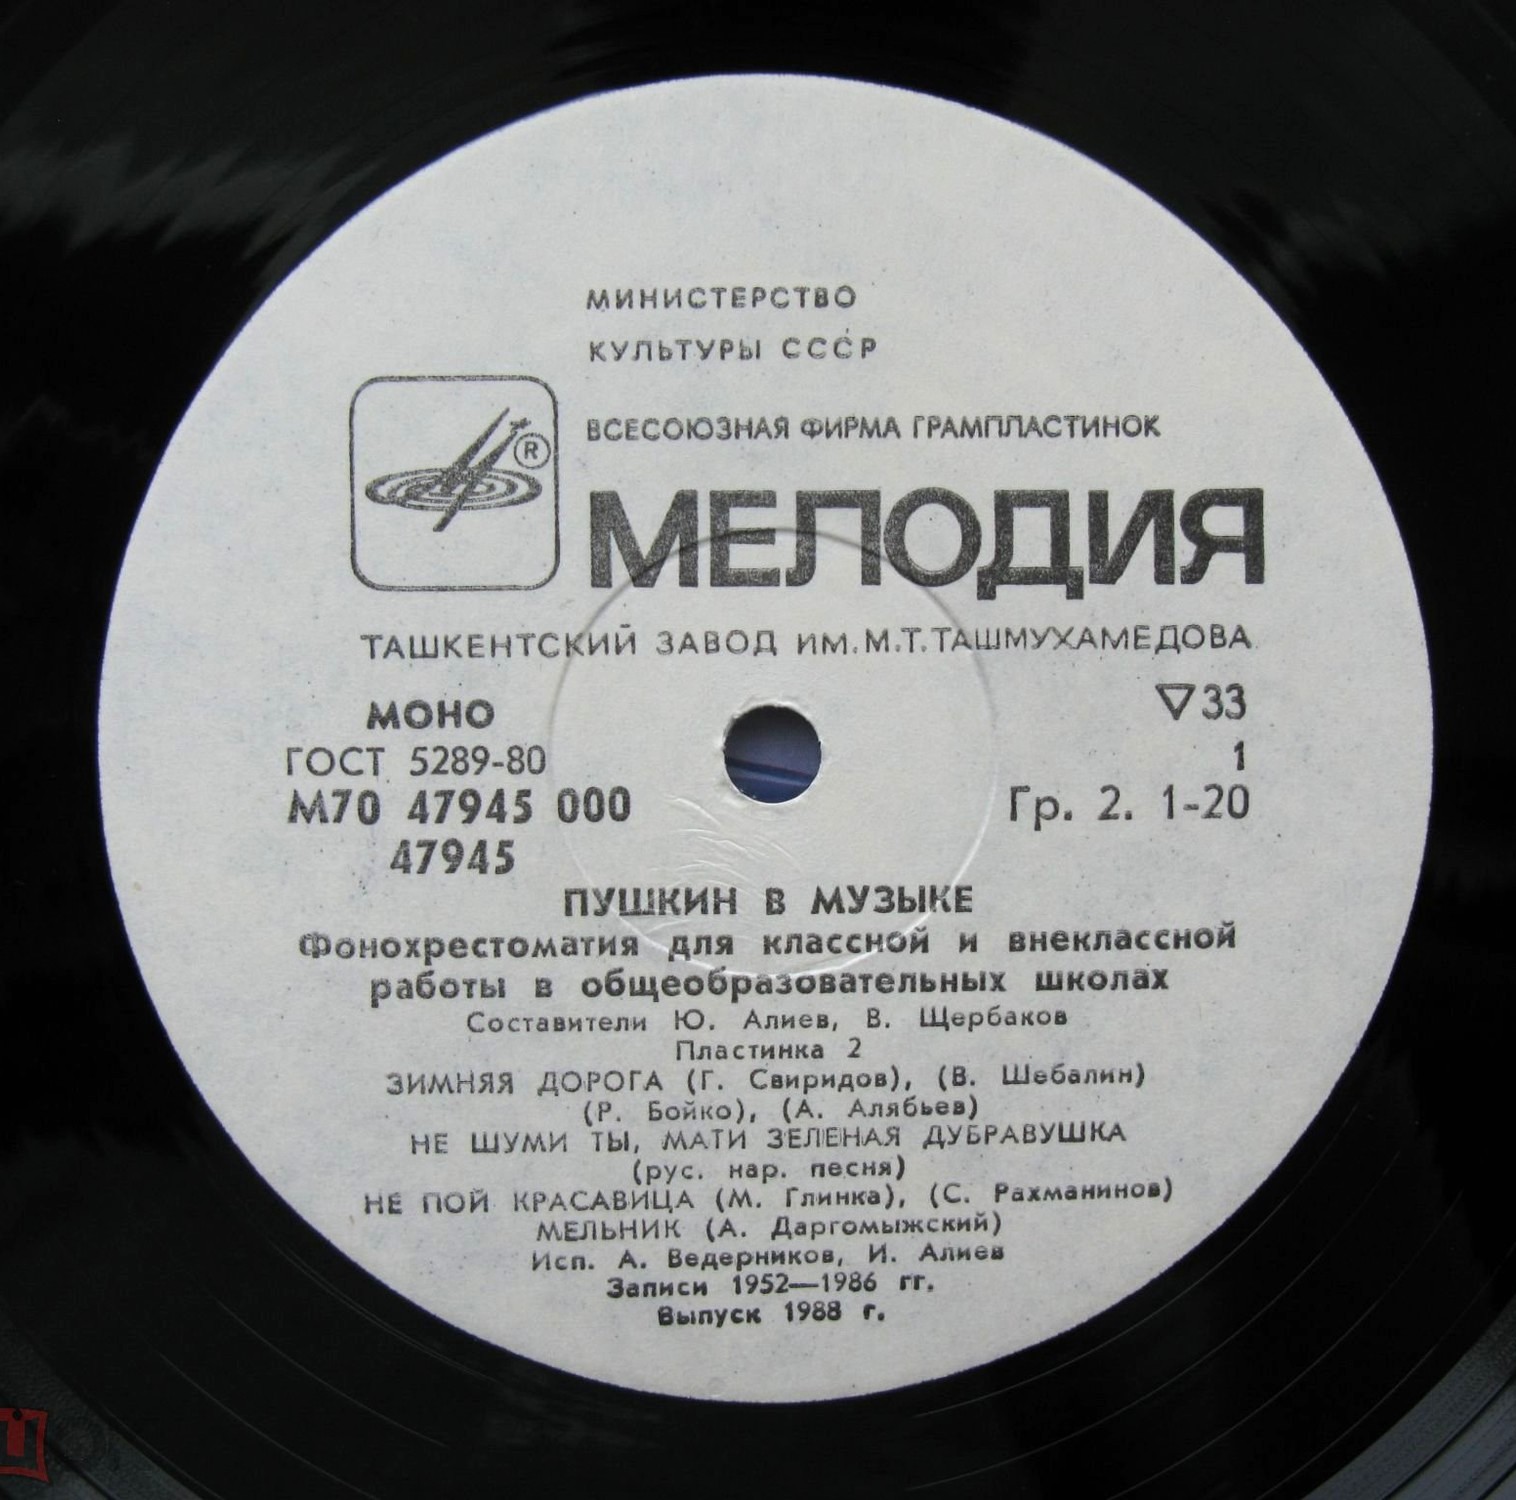 МИНИСТЕРСТВО
КУЛЬТУРЫ СССР
ВСЕСОЮЗНАЯ ФИРМА ГРАМПЛАСТИНОК
®
МЕЛОДИЯ
ТАШКЕНТСКИЙ ЗАВОД ИМ. М.Т. ТАШМУХАМЕДОВА
МОНО
▽33
ГОСТ 5289-80
1
М70 47945 000
Гр. 2. 1-20
47945
ПУШКИН В МУЗЫКЕ
Фонохрестоматия для классной и внеклассной
работы в общеобразовательных школах
Составители Ю. Алиев, В. Щербаков
Пластинка 2
ЗИМНЯЯ ДОРОГА (Г. Свиридов), (В. Шебалин)
(Р. Бойко), (А. Алябьев)
НЕ ШУМИ ТЫ, МАТИ ЗЕЛЕНАЯ ДУБРАВУШКА
(рус. нар. песня)
НЕ ПОЙ КРАСАВИЦА (М. Глинка), (С. Рахманинов)
МЕЛЬНИК (А. Даргомыжский)
Исп. А. Ведерников, И. Алиев
Записи 1952—1986 гг.
Выпуск 1988 г.